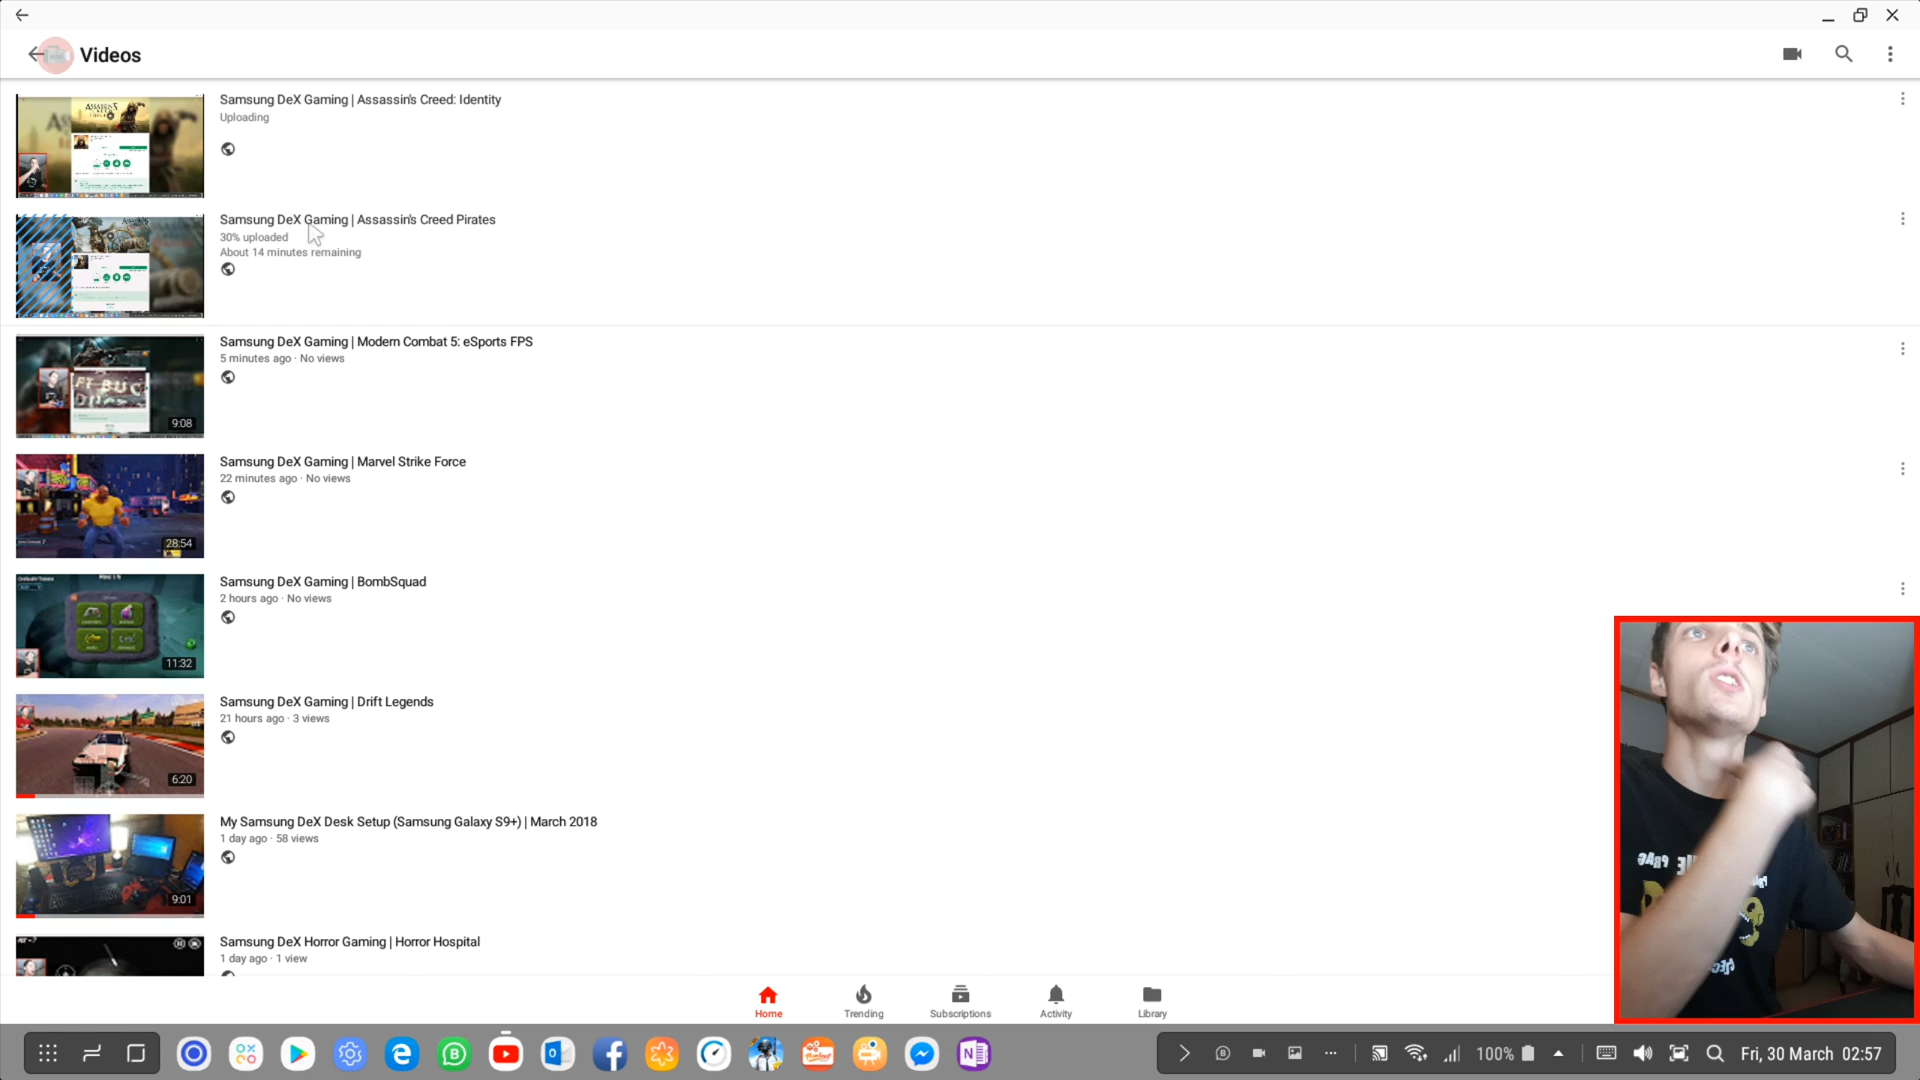 Videos
Samsung DeX Gaming | Assassin's Creed: Identity
Uploading
Samsung DeX Gaming | Assassin's Creed Pirates
30% uploaded
About 14 minutes remaining
Samsung DeX Gaming | Modern Combat 5: eSports FPS
5 minutes ago · No views
9:08
Samsung DeX Gaming | Marvel Strike Force
22 minutes ago · No views
28:54
Samsung DeX Gaming | BombSquad
2 hours ago · No views
11:32
Samsung DeX Gaming | Drift Legends
21 hours ago · 3 views
6:20
My Samsung DeX Desk Setup (Samsung Galaxy S9+) | March 2018
1 day ago · 58 views
9:01
Samsung DeX Horror Gaming | Horror Hospital
1 day ago · 1 view
Home
Trending
Subscriptions
Activity
Library
100%
Fri, 30 March 02:57